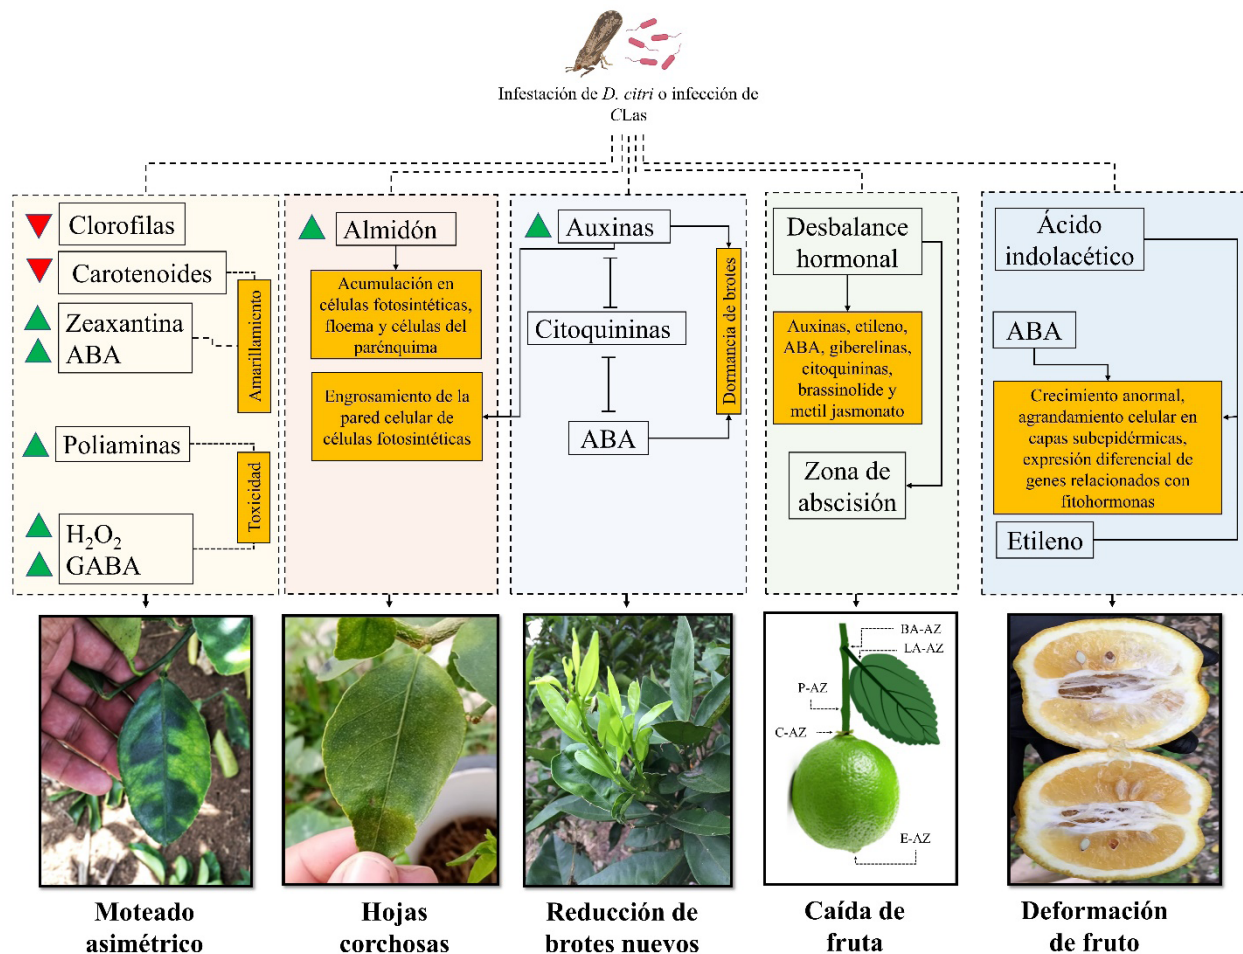 Infestación de D. citri o infección de
CLas
Clorofilas
Carotenoides
Zeaxantina
ABA
Amarillamiento
Poliaminas
Toxicidad
H₂O₂
GABA
Almidón
Acumulación en
células fotosintéticas,
floema y células del
parénquima
Engrosamiento de la
pared celular de
células fotosintéticas
Auxinas
Citoquininas
ABA
Dormancia de brotes
Desbalance
hormonal
Auxinas, etileno,
ABA, giberelinas,
citoquininas,
brassinolide y
metil jasmonato
Zona de
abscisión
Ácido
indolacético
ABA
Crecimiento anormal,
agrandamiento celular en
capas subepidérmicas,
expresión diferencial de
genes relacionados con
fitohormonas
Etileno
BA-AZ
LA-AZ
P-AZ
C-AZ
E-AZ
Moteado
asimétrico
Hojas
corchosas
Reducción de
brotes nuevos
Caída de
fruta
Deformación
de fruto